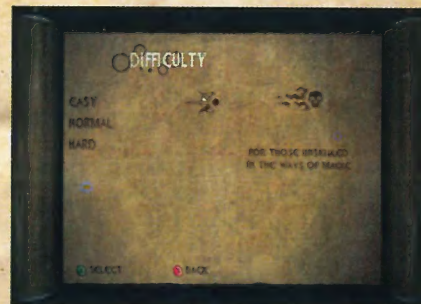 DIFFICULTY
EASY
NORMAL
HARD
FOR THOSE UNSKILLED
IN THE WAYS OF MAGIC
SELECT
BACK